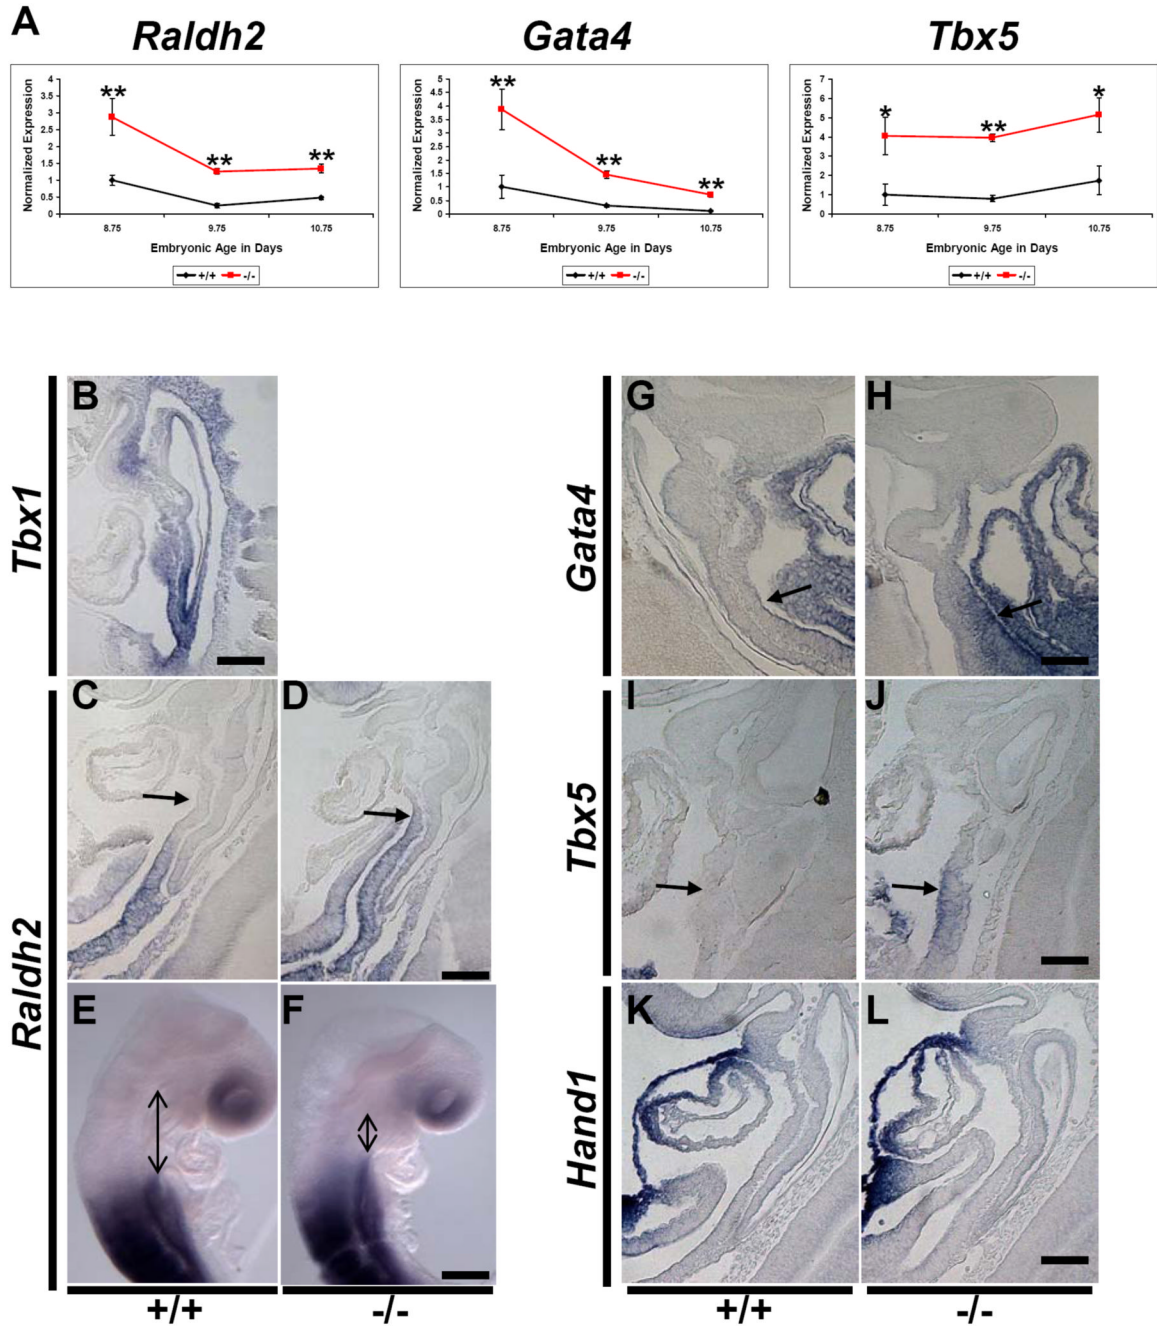 A
Raldh2
Gata4
Tbx5
Normalized Expression
4
3.5
3
2.5
2
1.5
1
0.5
0
**
**
**
8.75
9.75
10.75
Embryonic Age in Days
+/+
-/-
Normalized Expression
5
4.5
4
3.5
3
2.5
2
1.5
1
0.5
0
**
**
**
8.75
9.75
10.75
Embryonic Age in Days
+/+
-/-
Normalized Expression
7
6
5
4
3
2
1
0
*
**
*
8.75
9.75
10.75
Embryonic Age in Days
+/+
-/-
Tbx1
B
Raldh2
C
D
E
F
+/+
-/-
Gata4
G
H
Tbx5
I
J
Hand1
K
L
+/+
-/-